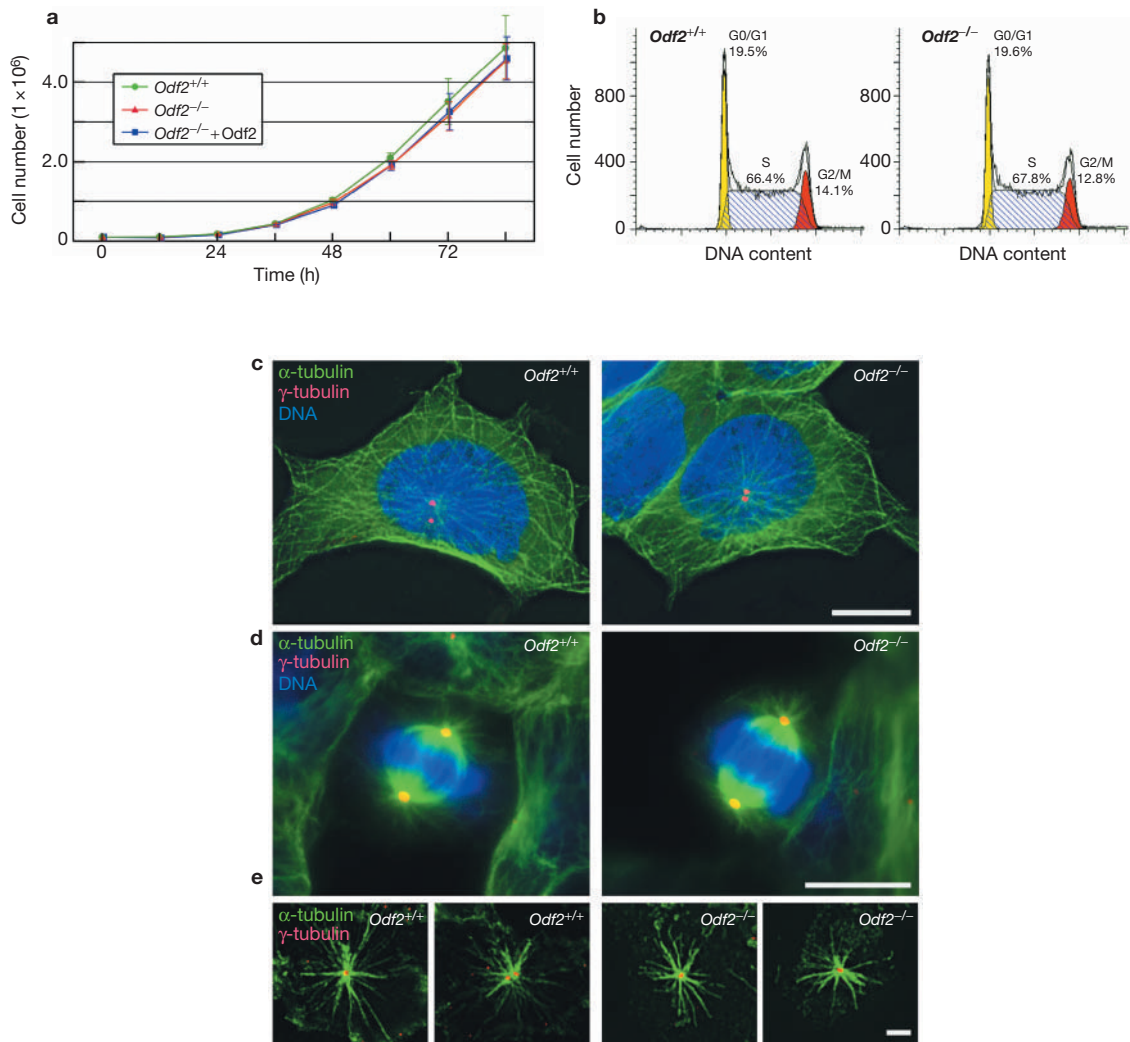 a
Cell number (1 × 10⁶)
4.0
2.0
0
Odf2+/+
Odf2–/–
Odf2–/– + Odf2
0 24 48 72
Time (h)
b
Odf2+/+
Cell number
800
400
0
G0/G1
19.5%
S
66.4%
G2/M
14.1%
DNA content
Odf2–/–
800
400
0
G0/G1
19.6%
S
67.8%
G2/M
12.8%
DNA content
c
α-tubulin
γ-tubulin
DNA
Odf2+/+
Odf2–/–
d
α-tubulin
γ-tubulin
DNA
Odf2+/+
Odf2–/–
e
α-tubulin
γ-tubulin
Odf2+/+
Odf2+/+
Odf2–/–
Odf2–/–